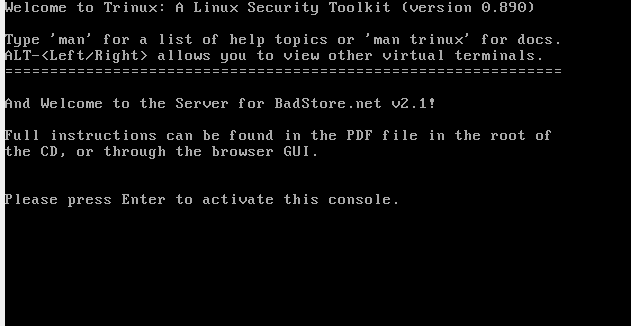 Welcome to Trinux: A Linux Security Toolkit (version 0.890)
Type 'man' for a list of help topics or 'man trinux' for docs.
ALT-<Left/Right> allows you to view other virtual terminals.
==============================================================
And Welcome to the Server for BadStore.net v2.1!
Full instructions can be found in the PDF file in the root of
the CD, or through the browser GUI.
Please press Enter to activate this console.